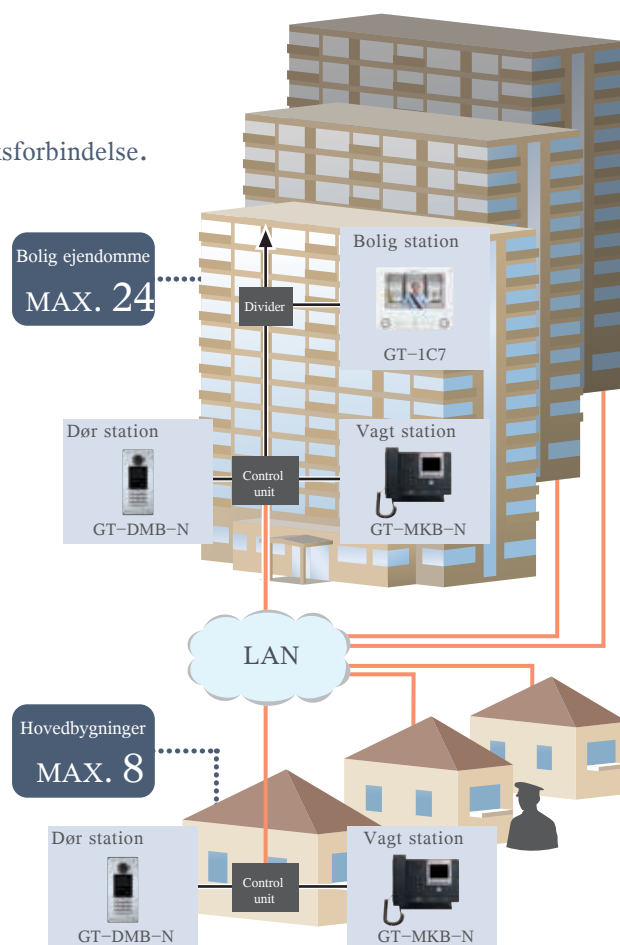 ksforbindelse.
Bolig ejendomme
MAX. 24
Bolig station
Divider
GT-1C7
Dør station
Vagt station
Control
unit
GT-DMB-N
GT-MKB-N
LAN
Hovedbygninger
MAX. 8
Dør station
Vagt station
Control
unit
GT-DMB-N
GT-MKB-N